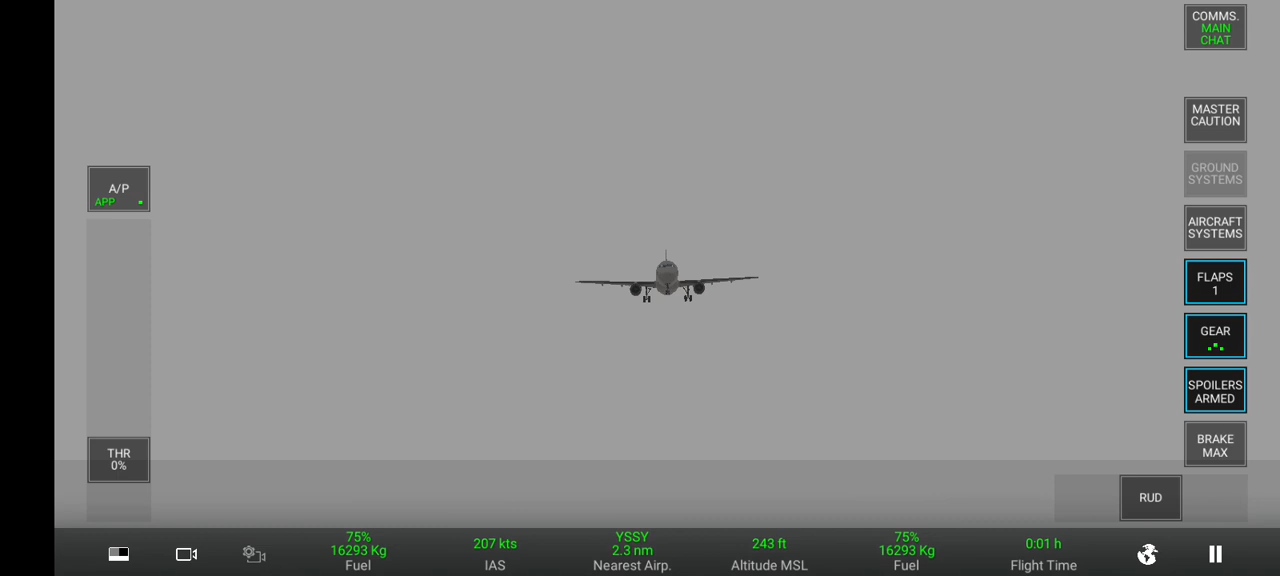 COMMS.
MAIN
CHAT
MASTER
CAUTION
GROUND
SYSTEMS
A/P
APP
AIRCRAFT
SYSTEMS
FLAPS
1
GEAR
SPOILERS
ARMED
BRAKE
MAX
THR
0%
RUD
75%
16293 Kg
Fuel
207 kts
IAS
YSSY
2.3 nm
Nearest Airp.
243 ft
Altitude MSL
75%
16293 Kg
Fuel
0:01 h
Flight Time